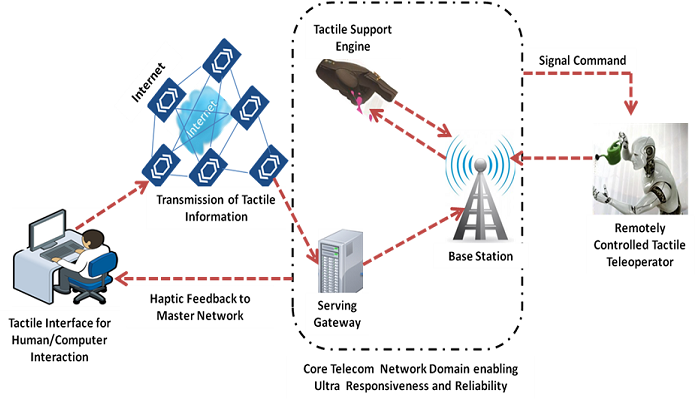 Tactile Support
Engine
Signal Command
Internet
Internet
Transmission of Tactile
Information
Base Station
Remotely
Controlled Tactile
Teleoperator
Haptic Feedback to
Master Network
Serving
Gateway
Tactile Interface for
Human/Computer
Interaction
Core Telecom Network Domain enabling
Ultra Responsiveness and Reliability